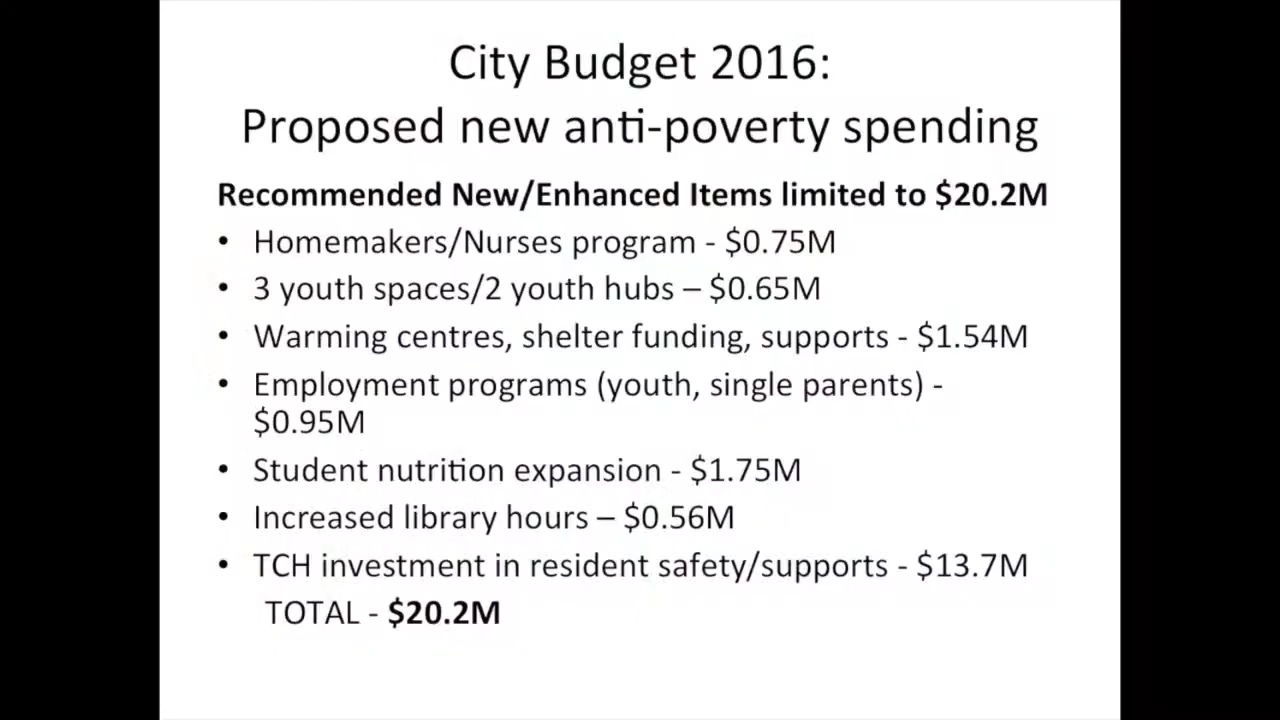 City Budget 2016:
Proposed new anti-poverty spending
Recommended New/Enhanced Items limited to $20.2M
• Homemakers/Nurses program - $0.75M
• 3 youth spaces/2 youth hubs – $0.65M
• Warming centres, shelter funding, supports - $1.54M
• Employment programs (youth, single parents) -
$0.95M
• Student nutrition expansion - $1.75M
• Increased library hours – $0.56M
• TCH investment in resident safety/supports - $13.7M
TOTAL - $20.2M